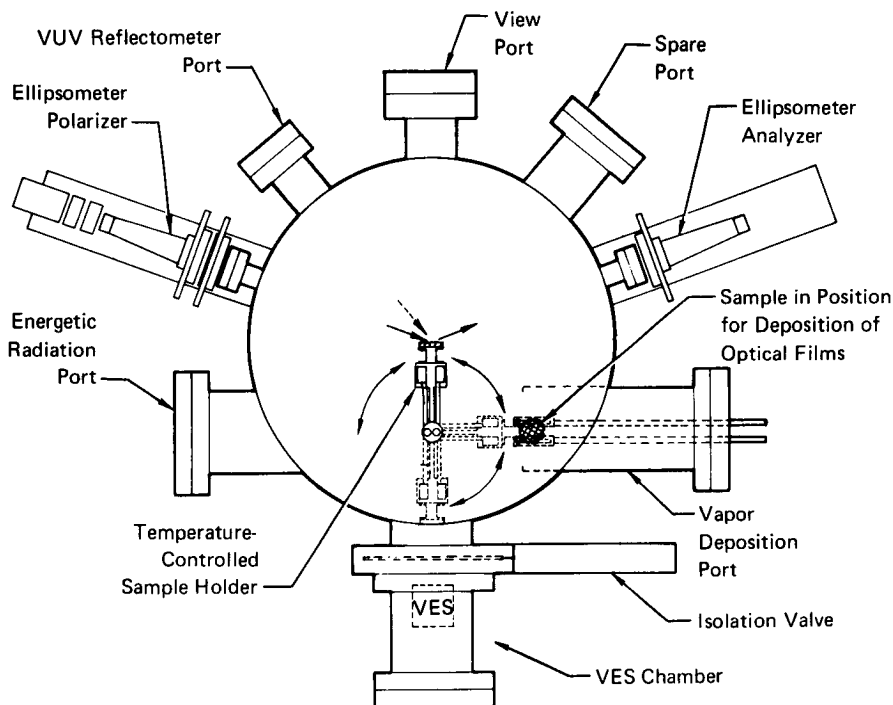 View
Port
VUV Reflectometer
Port
Spare
Port
Ellipsometer
Polarizer
Ellipsometer
Analyzer
Energetic
Radiation
Port
Sample in Position
for Deposition of
Optical Films
Temperature-
Controlled
Sample Holder
Vapor
Deposition
Port
VES
Isolation Valve
VES Chamber